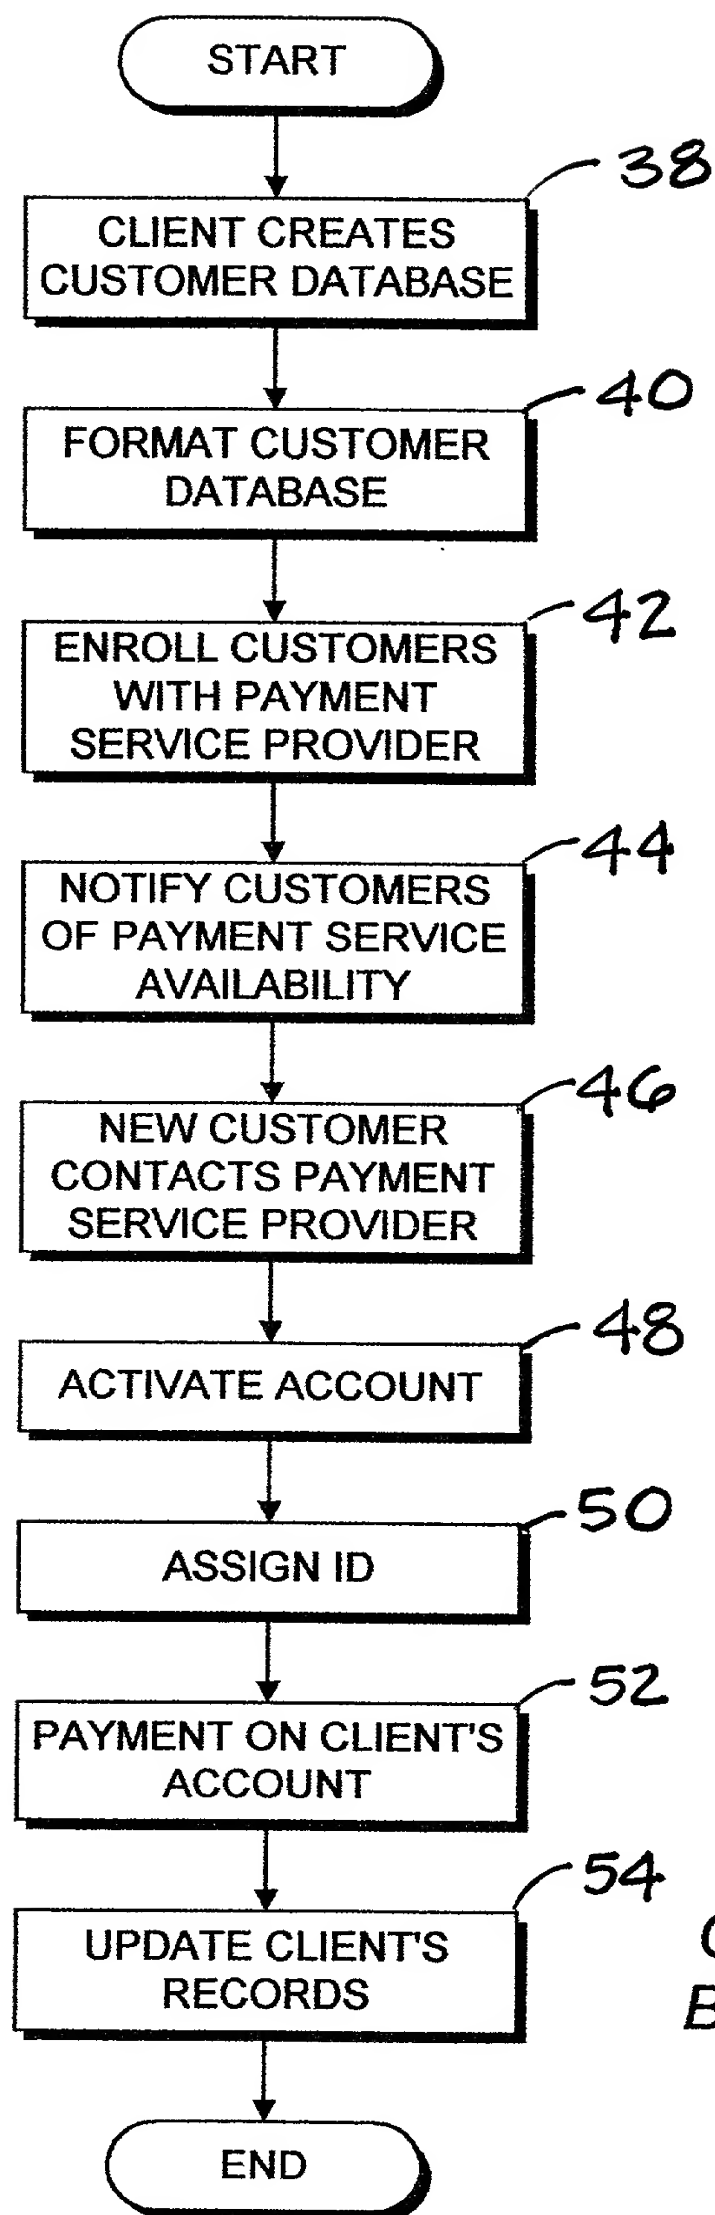 START
38
CLIENT CREATES
CUSTOMER DATABASE
40
FORMAT CUSTOMER
DATABASE
42
ENROLL CUSTOMERS
WITH PAYMENT
SERVICE PROVIDER
44
NOTIFY CUSTOMERS
OF PAYMENT SERVICE
AVAILABILITY
46
NEW CUSTOMER
CONTACTS PAYMENT
SERVICE PROVIDER
48
ACTIVATE ACCOUNT
50
ASSIGN ID
52
PAYMENT ON CLIENT'S
ACCOUNT
54
UPDATE CLIENT'S
RECORDS
B
END